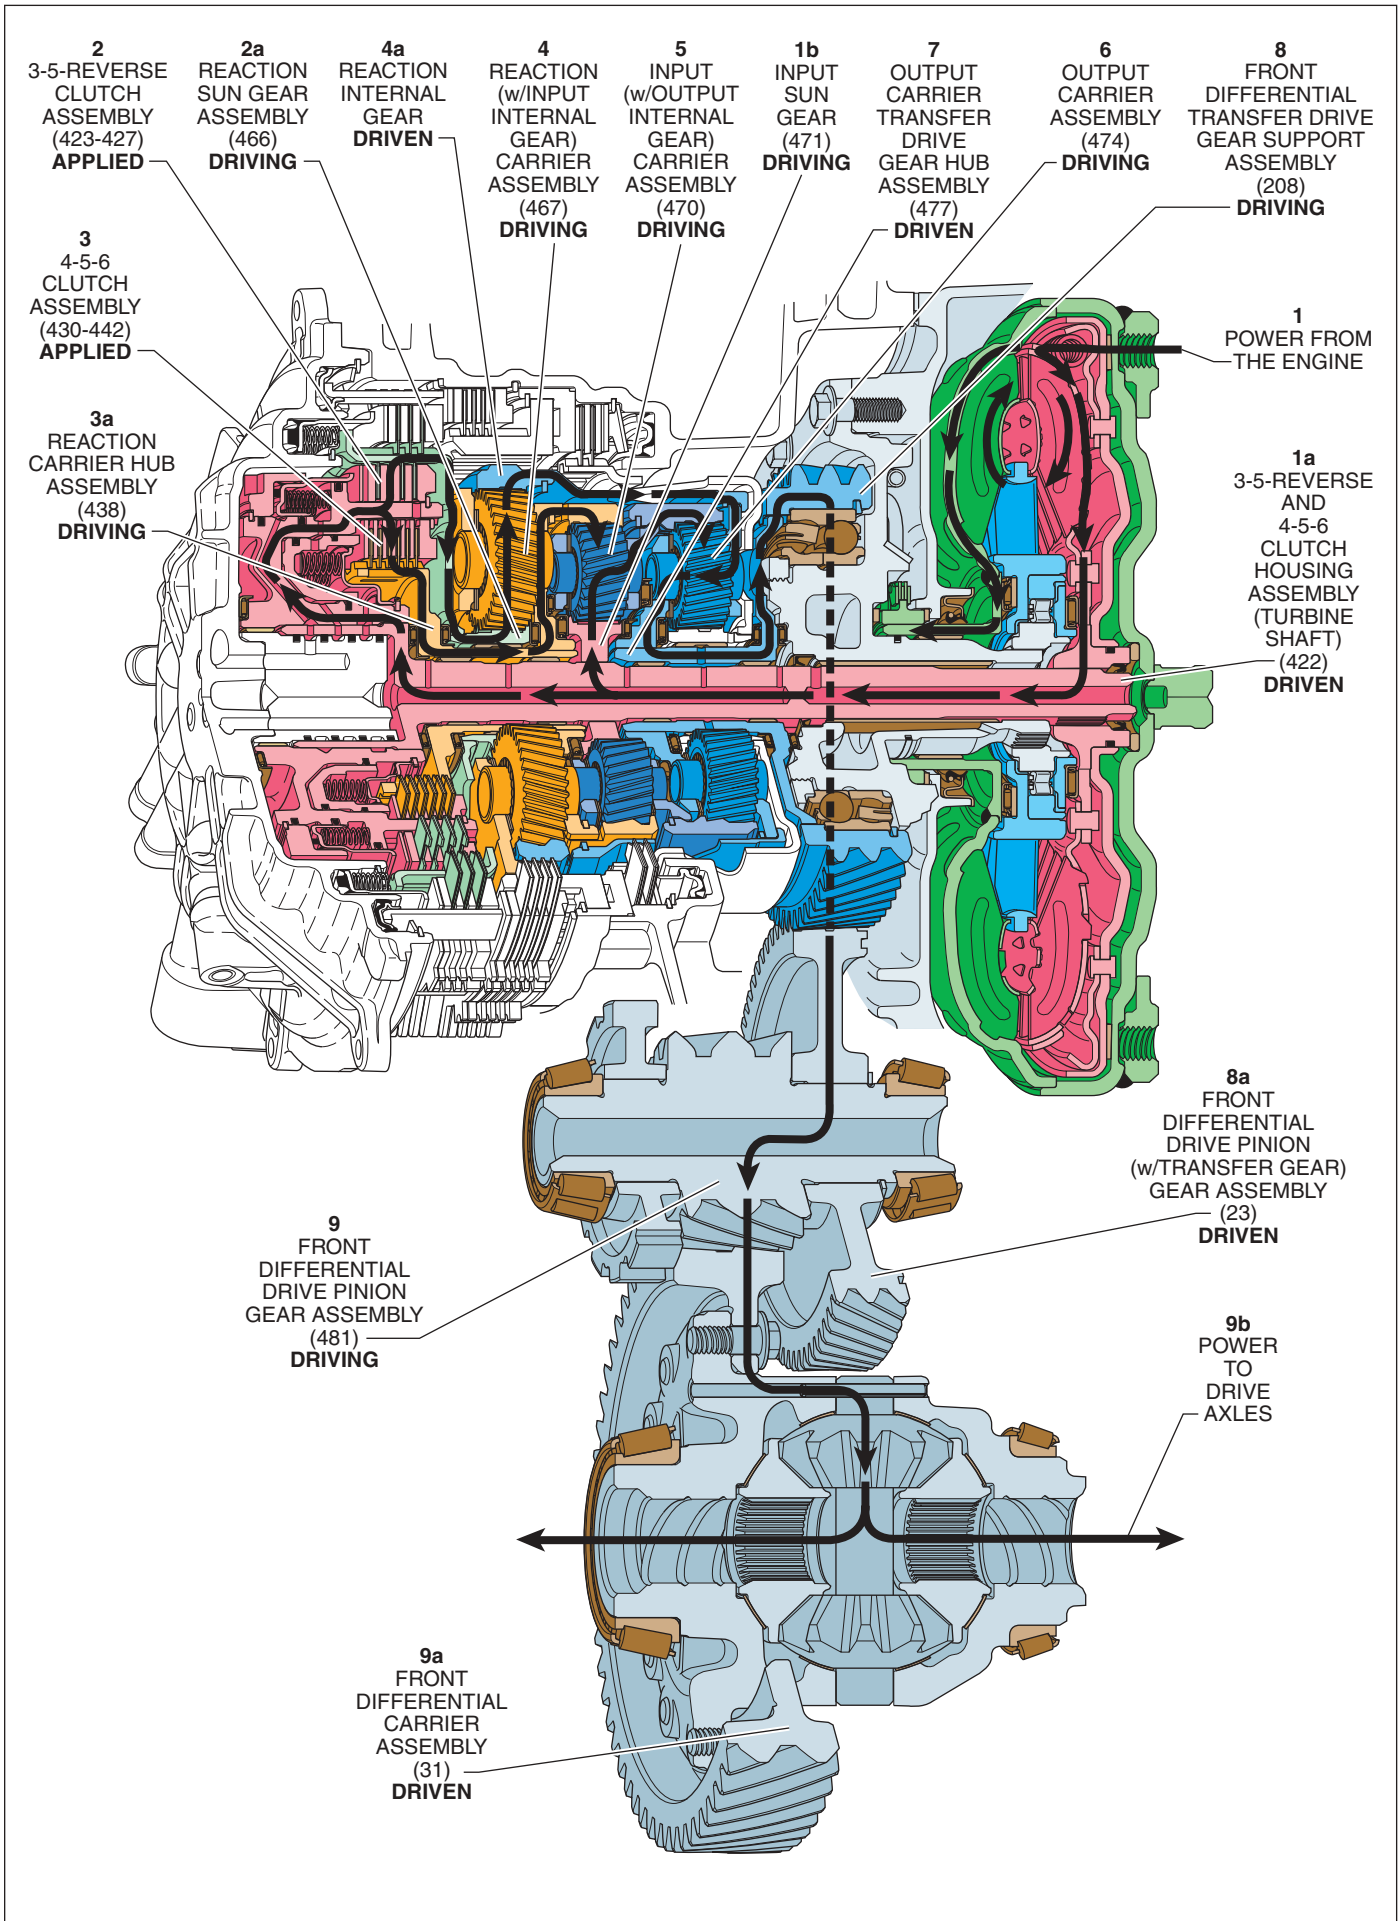 2
3-5-REVERSE
CLUTCH
ASSEMBLY
(423-427)
APPLIED
2a
REACTION
SUN GEAR
ASSEMBLY
(466)
DRIVING
4a
REACTION
INTERNAL
GEAR
DRIVEN
4
REACTION
(w/INPUT
INTERNAL
GEAR)
CARRIER
ASSEMBLY
(467)
DRIVING
5
INPUT
(w/OUTPUT
INTERNAL
GEAR)
CARRIER
ASSEMBLY
(470)
DRIVING
1b
INPUT
SUN
GEAR
(471)
DRIVING
7
OUTPUT
CARRIER
TRANSFER
DRIVE
GEAR HUB
ASSEMBLY
(477)
DRIVEN
6
OUTPUT
CARRIER
ASSEMBLY
(474)
DRIVING
8
FRONT
DIFFERENTIAL
TRANSFER DRIVE
GEAR SUPPORT
ASSEMBLY
(208)
DRIVING
3
4-5-6
CLUTCH
ASSEMBLY
(430-442)
APPLIED
1
POWER FROM
THE ENGINE
3a
REACTION
CARRIER HUB
ASSEMBLY
(438)
DRIVING
1a
3-5-REVERSE
AND
4-5-6
CLUTCH
HOUSING
ASSEMBLY
(TURBINE
SHAFT)
(422)
DRIVEN
8a
FRONT
DIFFERENTIAL
DRIVE PINION
(w/TRANSFER GEAR)
GEAR ASSEMBLY
(23)
DRIVEN
9
FRONT
DIFFERENTIAL
DRIVE PINION
GEAR ASSEMBLY
(481)
DRIVING
9b
POWER
TO
DRIVE
AXLES
9a
FRONT
DIFFERENTIAL
CARRIER
ASSEMBLY
(31)
DRIVEN